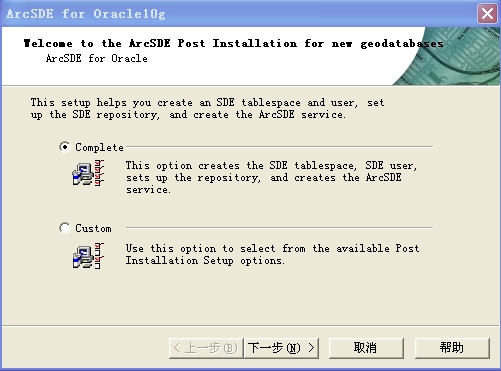 ArcSDE for Oracle10g
Welcome to the ArcSDE Post Installation for new geodatabases
ArcSDE for Oracle
This setup helps you create an SDE tablespace and user, set
up the SDE repository, and create the ArcSDE service.
Complete
This option creates the SDE tablespace, SDE user,
sets up the repository, and creates the ArcSDE
service.
Custom
Use this option to select from the available Post
Installation Setup options.
< 上一步(B) 下一步(N) > 取消 帮助